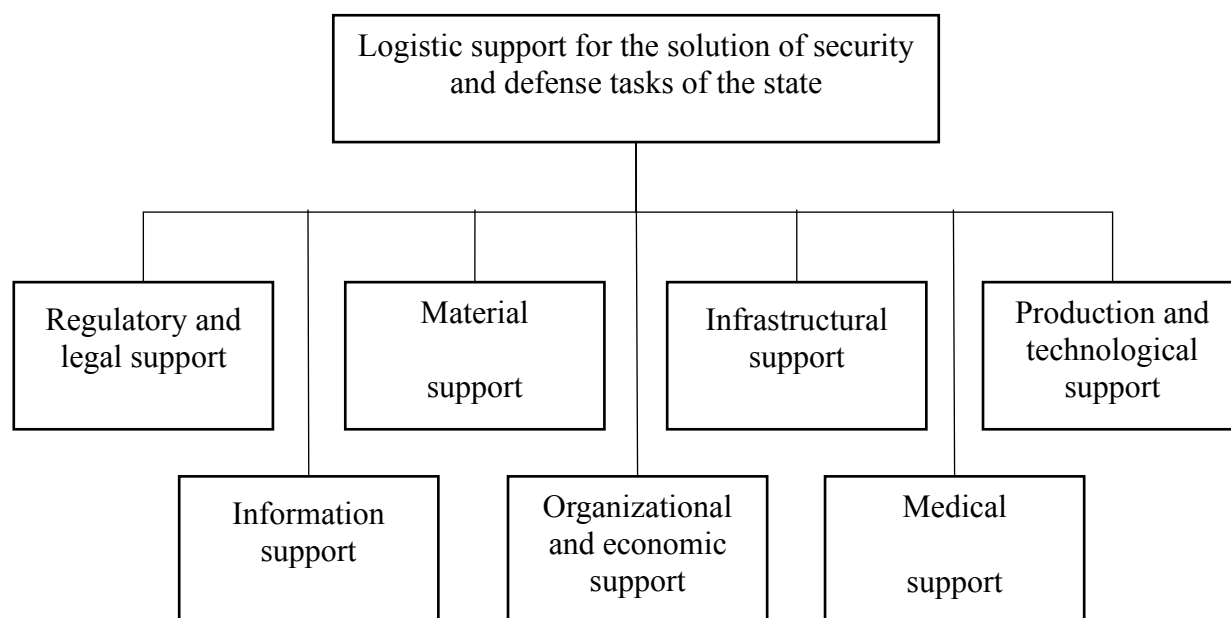 Logistic support for the solution of security
and defense tasks of the state
Regulatory and
legal support
Material
support
Infrastructural
support
Production and
technological
support
Information
support
Organizational
and economic
support
Medical
support